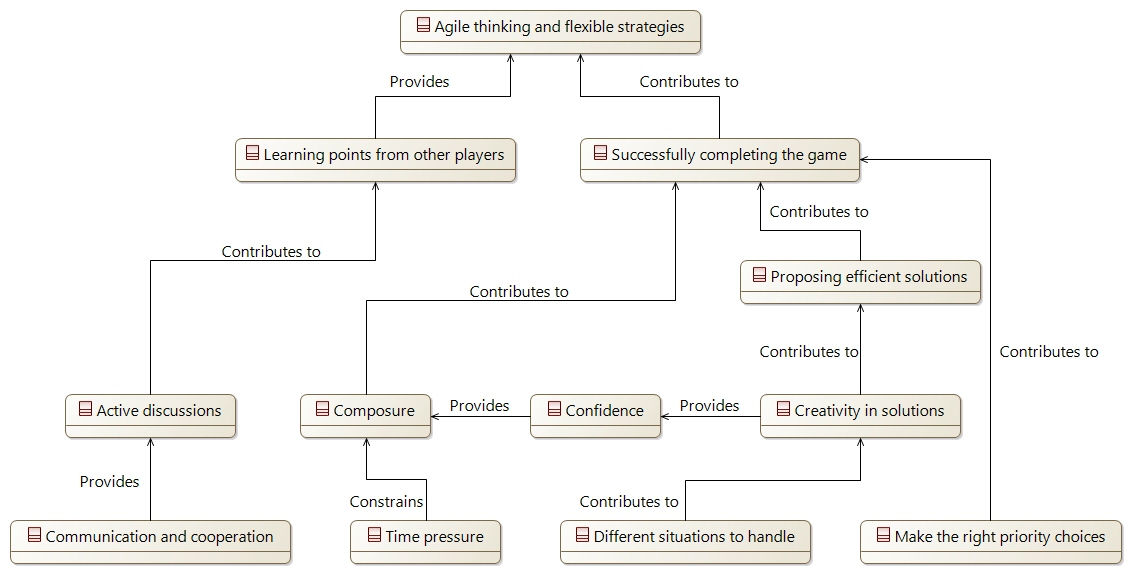 Agile thinking and flexible strategies
Provides
Contributes to
Learning points from other players
Successfully completing the game
Contributes to
Contributes to
Proposing efficient solutions
Contributes to
Contributes to
Contributes to
Active discussions
Composure
Provides
Confidence
Provides
Creativity in solutions
Provides
Constrains
Contributes to
Communication and cooperation
Time pressure
Different situations to handle
Make the right priority choices